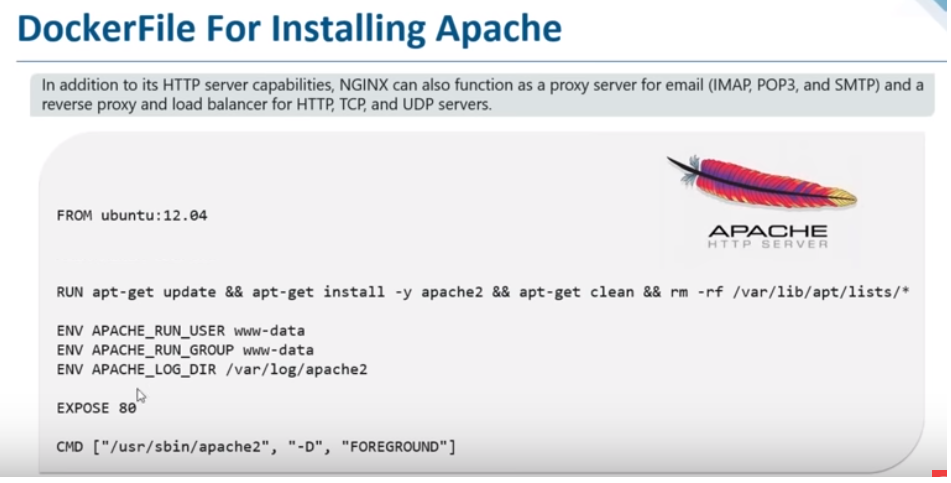 DockerFile For Installing Apache
In addition to its HTTP server capabilities, NGINX can also function as a proxy server for email (IMAP, POP3, and SMTP) and a
reverse proxy and load balancer for HTTP, TCP, and UDP servers.
APACHE
HTTP SERVER
FROM ubuntu:12.04
RUN apt-get update && apt-get install -y apache2 && apt-get clean && rm -rf /var/lib/apt/lists/*
ENV APACHE_RUN_USER www-data
ENV APACHE_RUN_GROUP www-data
ENV APACHE_LOG_DIR /var/log/apache2
EXPOSE 80
CMD ["/usr/sbin/apache2", "-D", "FOREGROUND"]